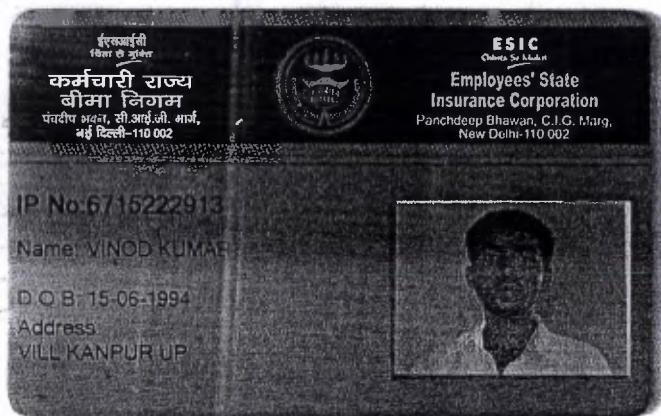 ईएसआईसी
चिंता से मुक्ति
कर्मचारी राज्य
बीमा निगम
पंचदीप भवन, सी.आई.जी. मार्ग,
नई दिल्ली-110 002
ESIC
Chinta Se Mukti
Employees' State
Insurance Corporation
Panchdeep Bhawan, C.I.G. Marg,
New Delhi-110 002
IP No:6715222913
Name: VINOD KUMAR
D O B: 15-06-1994
Address:
VILL KANPUR UP